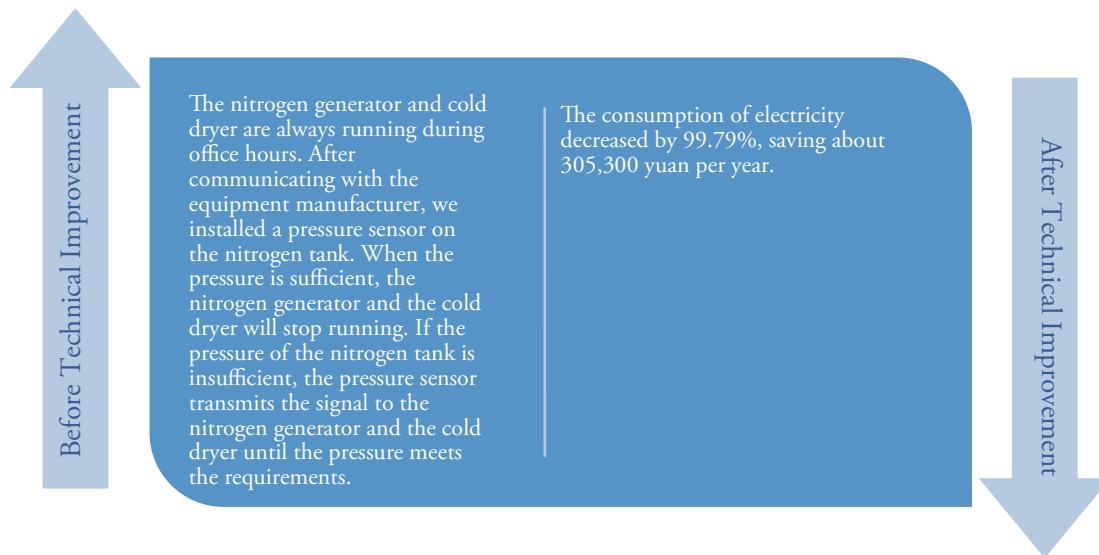 Before Technical Improvement
The nitrogen generator and cold
dryer are always running during
office hours. After
communicating with the
equipment manufacturer, we
installed a pressure sensor on
the nitrogen tank. When the
pressure is sufficient, the
nitrogen generator and the cold
dryer will stop running. If the
pressure of the nitrogen tank is
insufficient, the pressure sensor
transmits the signal to the
nitrogen generator and the cold
dryer until the pressure meets
the requirements.
The consumption of electricity
decreased by 99.79%, saving about
305,300 yuan per year.
After Technical Improvement